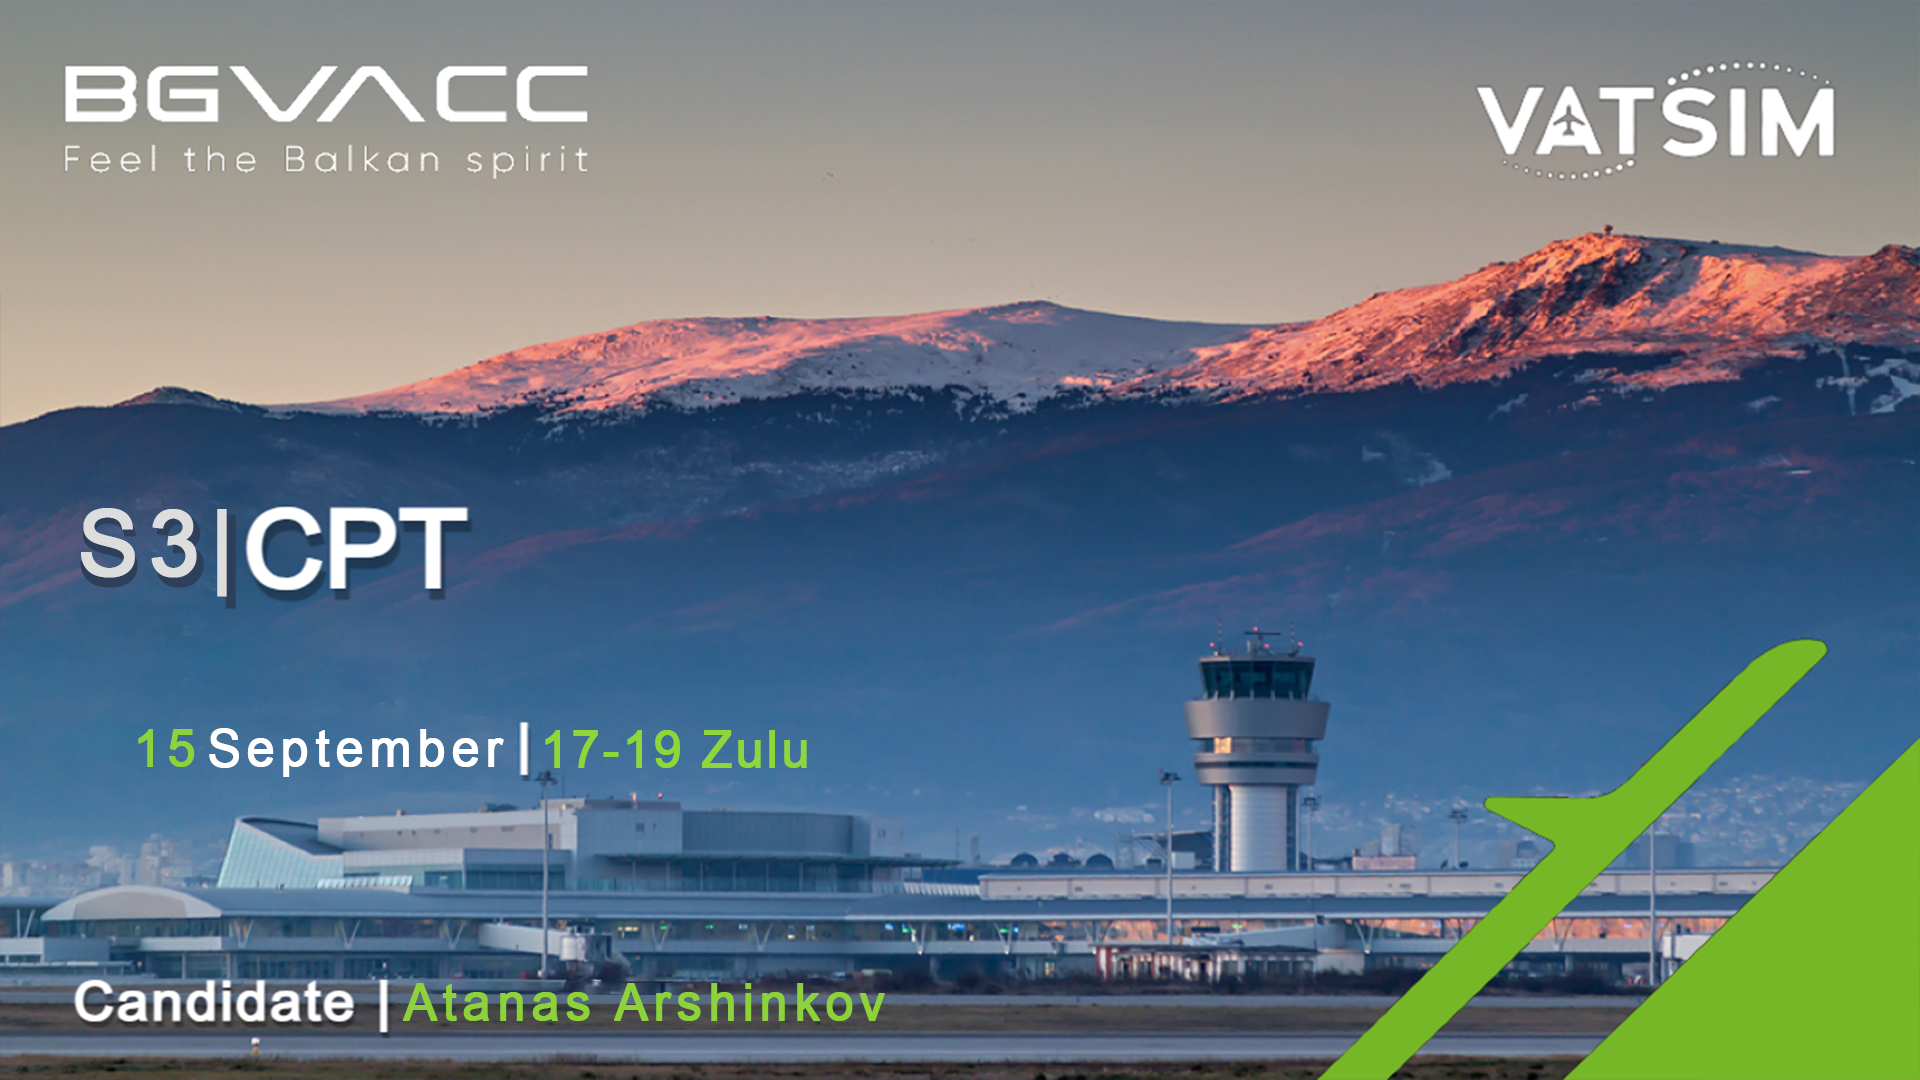 BGVACC
Feel the Balkan spirit
VATSIM
S3|CPT
15 September | 17-19 Zulu
Candidate | Atanas Arshinkov